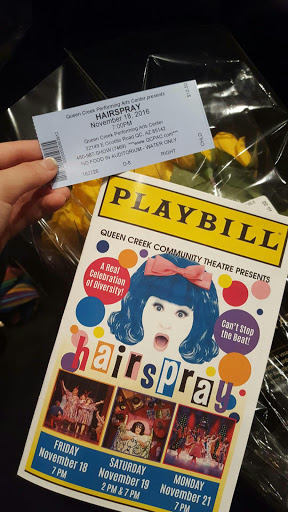 Queen Creek Performing Arts Center presents
HAIRSPRAY
November 18, 2016
7:00PM
Queen Creek Performing Arts Center
22149 E Ocotillo Road QC, AZ 85142
NO FOOD IN AUDITORIUM - WATER ONLY
D-8 RIGHT
PLAYBILL
QUEEN CREEK COMMUNITY THEATRE PRESENTS
A Real
Celebration
of Diversity!
Can't Stop
the Beat!
hairspray
FRIDAY
November 18
7 PM
SATURDAY
November 19
2 PM & 7 PM
MONDAY
November 21
7 PM